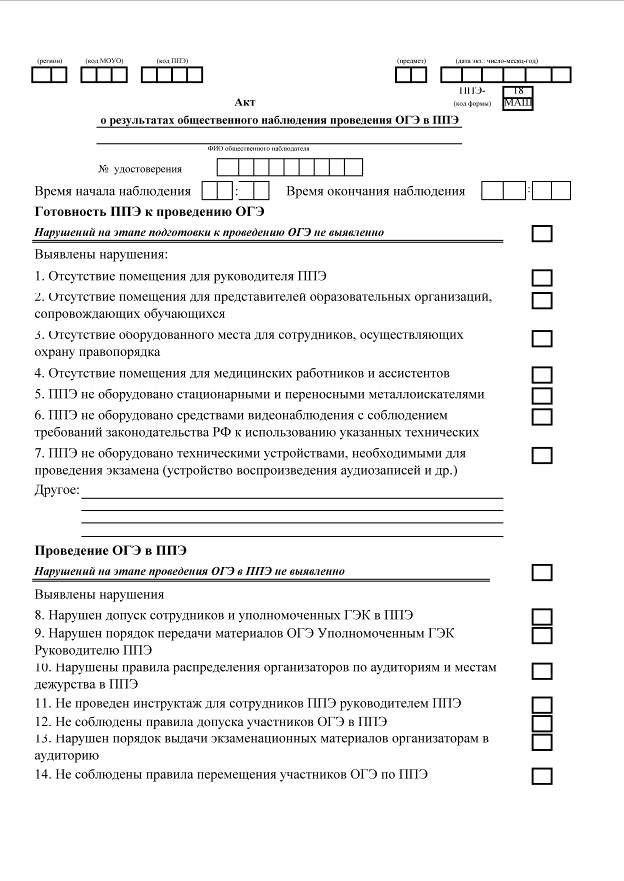 (регион) (код МОУО) (код ППЭ) (предмет) (дата экз.: число-месяц-год)
ППЭ- 18
Акт (код формы) МАШ
о результатах общественного наблюдения проведения ОГЭ в ППЭ
ФИО общественного наблюдателя
№ удостоверения
Время начала наблюдения : Время окончания наблюдения :
Готовность ППЭ к проведению ОГЭ
Нарушений на этапе подготовки к проведению ОГЭ не выявленно
Выявлены нарушения:
1. Отсутствие помещения для руководителя ППЭ
2. Отсутствие помещения для представителей образовательных организаций,
сопровождающих обучающихся
3. Отсутствие оборудованного места для сотрудников, осуществляющих
охрану правопорядка
4. Отсутствие помещения для медицинских работников и ассистентов
5. ППЭ не оборудовано стационарными и переносными металлоискателями
6. ППЭ не оборудовано средствами видеонаблюдения с соблюдением
требований законодательства РФ к использованию указанных технических
7. ППЭ не оборудовано техническими устройствами, необходимыми для
проведения экзамена (устройство воспроизведения аудиозаписей и др.)
Другое:
Проведение ОГЭ в ППЭ
Нарушений на этапе проведения ОГЭ в ППЭ не выявленно
Выявлены нарушения
8. Нарушен допуск сотрудников и уполномоченных ГЭК в ППЭ
9. Нарушен порядок передачи материалов ОГЭ Уполномоченным ГЭК
Руководителю ППЭ
10. Нарушены правила распределения организаторов по аудиториям и местам
дежурства в ППЭ
11. Не проведен инструктаж для сотрудников ППЭ руководителем ППЭ
12. Не соблюдены правила допуска участников ОГЭ в ППЭ
13. Нарушен порядок выдачи экзаменационных материалов организаторам в
аудиторию
14. Не соблюдены правила перемещения участников ОГЭ по ППЭ